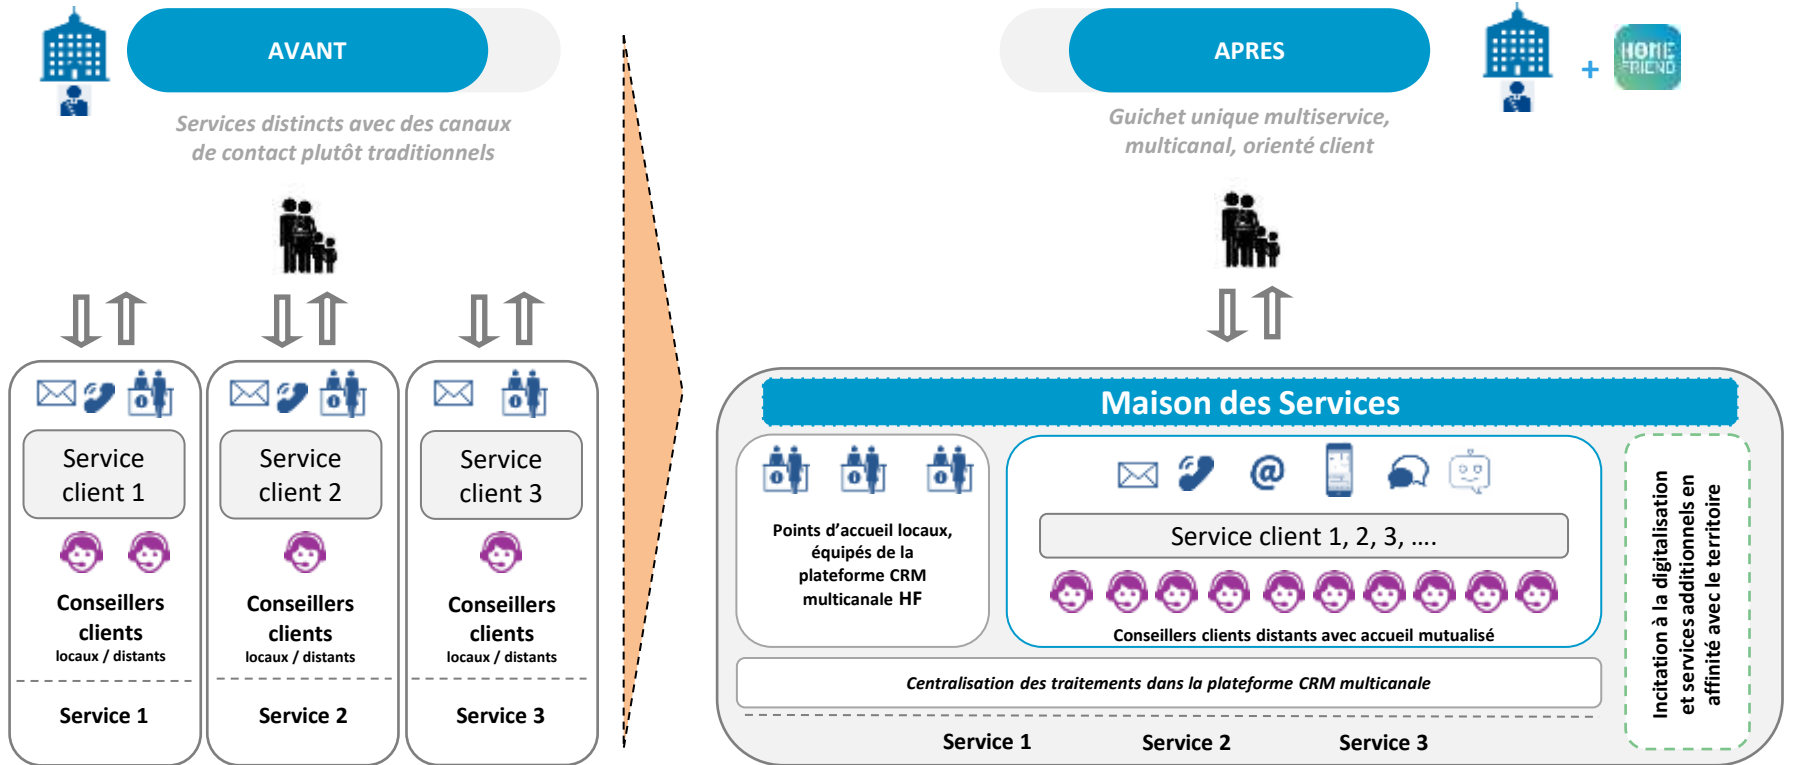 AVANT
Services distincts avec des canaux
de contact plutôt traditionnels
Service
client 1
Conseillers
clients
locaux / distants
Service 1
Service
client 2
Conseillers
clients
locaux / distants
Service 2
Service
client 3
Conseillers
clients
locaux / distants
Service 3
APRES
+
HOME
FRIEND
Guichet unique multiservice,
multicanal, orienté client
Maison des Services
Points d’accueil locaux,
équipés de la
plateforme CRM
multicanale HF
@
Service client 1, 2, 3, ….
Conseillers clients distants avec accueil mutualisé
Centralisation des traitements dans la plateforme CRM multicanale
Service 1
Service 2
Service 3
Incitation à la digitalisation
et services additionnels en
affinité avec le territoire